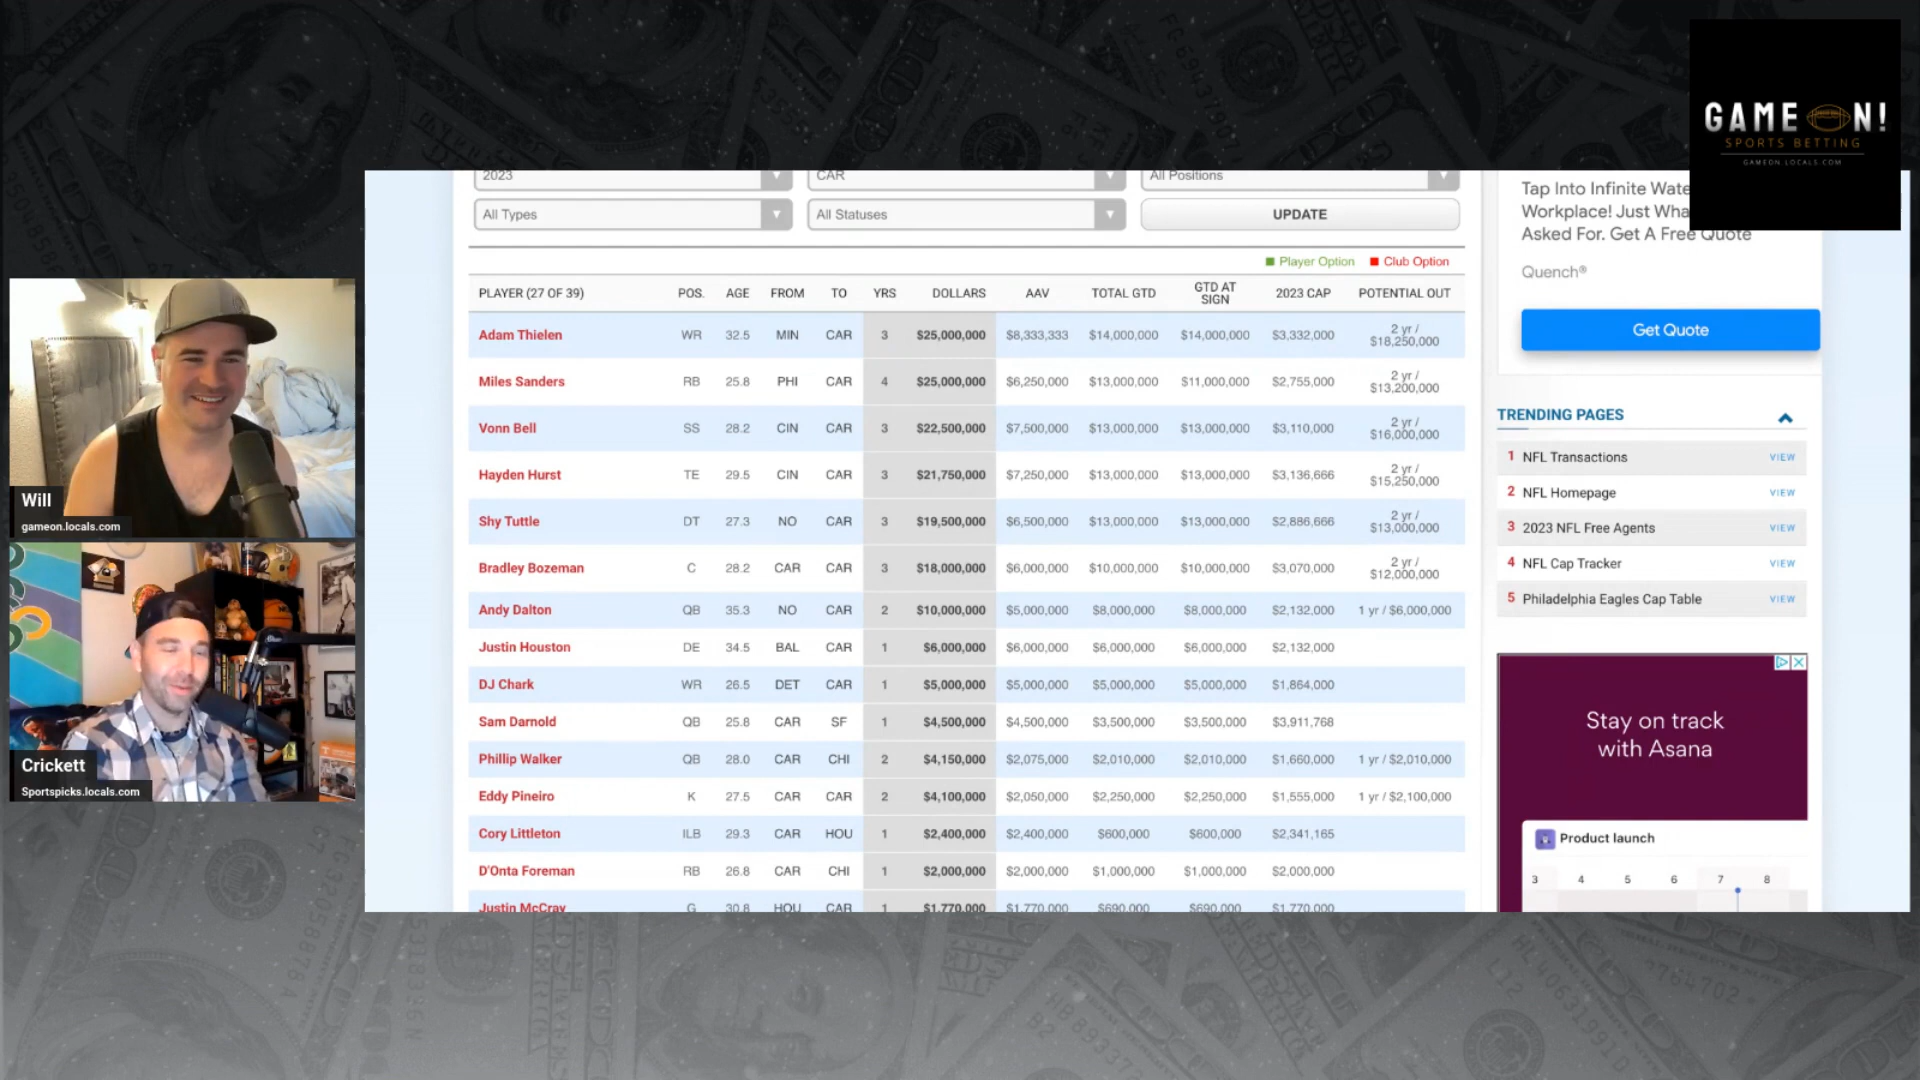 GAME ON!
SPORTS BETTING
GAMEON.LOCALS.COM
2023 CAR All Positions
All Types All Statuses UPDATE
Player Option Club Option
PLAYER (27 OF 39) POS. AGE FROM TO YRS DOLLARS AAV TOTAL GTD GTD AT SIGN 2023 CAP POTENTIAL OUT
Adam Thielen WR 32.5 MIN CAR 3 $25,000,000 $8,333,333 $14,000,000 $14,000,000 $3,332,000 2 yr / $18,250,000
Miles Sanders RB 25.8 PHI CAR 4 $25,000,000 $6,250,000 $13,000,000 $11,000,000 $2,755,000 2 yr / $13,200,000
Vonn Bell SS 28.2 CIN CAR 3 $22,500,000 $7,500,000 $13,000,000 $13,000,000 $3,110,000 2 yr / $16,000,000
Hayden Hurst TE 29.5 CIN CAR 3 $21,750,000 $7,250,000 $13,000,000 $13,000,000 $3,136,666 2 yr / $15,250,000
Shy Tuttle DT 27.3 NO CAR 3 $19,500,000 $6,500,000 $13,000,000 $13,000,000 $2,886,666 2 yr / $13,000,000
Bradley Bozeman C 28.2 CAR CAR 3 $18,000,000 $6,000,000 $10,000,000 $10,000,000 $3,070,000 2 yr / $12,000,000
Andy Dalton QB 35.3 NO CAR 2 $10,000,000 $5,000,000 $8,000,000 $8,000,000 $2,132,000 1 yr / $6,000,000
Justin Houston DE 34.5 BAL CAR 1 $6,000,000 $6,000,000 $6,000,000 $6,000,000 $2,132,000
DJ Chark WR 26.5 DET CAR 1 $5,000,000 $5,000,000 $5,000,000 $5,000,000 $1,864,000
Sam Darnold QB 25.8 CAR SF 1 $4,500,000 $4,500,000 $3,500,000 $3,500,000 $3,911,768
Phillip Walker QB 28.0 CAR CHI 2 $4,150,000 $2,075,000 $2,010,000 $2,010,000 $1,660,000 1 yr / $2,010,000
Eddy Pineiro K 27.5 CAR CAR 2 $4,100,000 $2,050,000 $2,250,000 $2,250,000 $1,555,000 1 yr / $2,100,000
Cory Littleton ILB 29.3 CAR HOU 1 $2,400,000 $2,400,000 $600,000 $600,000 $2,341,165
D'Onta Foreman RB 26.8 CAR CHI 1 $2,000,000 $2,000,000 $1,000,000 $1,000,000 $2,000,000
Justin McCray G 30.8 HOU CAR 1 $1,770,000 $1,770,000 $690,000 $690,000 $1,770,000
Tap Into Infinite Wate
Workplace! Just Wha
Asked For. Get A Free Quote
Quench®
Get Quote
TRENDING PAGES
1 NFL Transactions VIEW
2 NFL Homepage VIEW
3 2023 NFL Free Agents VIEW
4 NFL Cap Tracker VIEW
5 Philadelphia Eagles Cap Table VIEW
Stay on track
with Asana
Product launch
3 4 5 6 7 8
Will
gameon.locals.com
Crickett
Sportspicks.locals.com